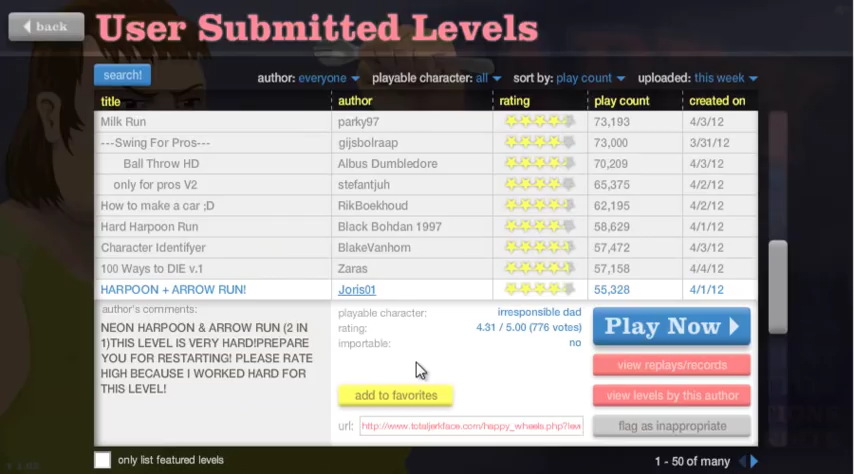 back
User Submitted Levels
search!
author: everyone playable character: all sort by: play count uploaded: this week
title author rating play count created on
Milk Run parky97 73,193 4/3/12
---Swing For Pros--- gijsbolraap 73,000 3/31/12
Ball Throw HD Albus Dumbledore 70,209 4/3/12
only for pros V2 stefantjuh 65,375 4/2/12
How to make a car ;D RikBoekhoud 62,195 4/2/12
Hard Harpoon Run Black Bohdan 1997 58,629 4/1/12
Character Identifyer BlakeVanhorn 57,472 4/3/12
100 Ways to DIE v.1 Zaras 57,158 4/4/12
HARPOON + ARROW RUN! Joris01 55,328 4/1/12
author's comments:
NEON HARPOON & ARROW RUN (2 IN
1)THIS LEVEL IS VERY HARD!PREPARE
YOU FOR RESTARTING! PLEASE RATE
HIGH BECAUSE I WORKED HARD FOR
THIS LEVEL!
playable character: irresponsible dad
rating: 4.31 / 5.00 (776 votes)
importable: no
add to favorites
url: http://www.totaljerkface.com/happy_wheels.php?lev
Play Now
view replays/records
view levels by this author
flag as inappropriate
only list featured levels
1 - 50 of many